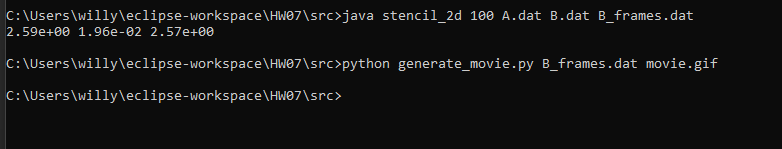 C:\Users\willy\eclipse-workspace\HW07\src>java stencil_2d 100 A.dat B.dat B_frames.dat
2.59e+00 1.96e-02 2.57e+00
C:\Users\willy\eclipse-workspace\HW07\src>python generate_movie.py B_frames.dat movie.gif
C:\Users\willy\eclipse-workspace\HW07\src>